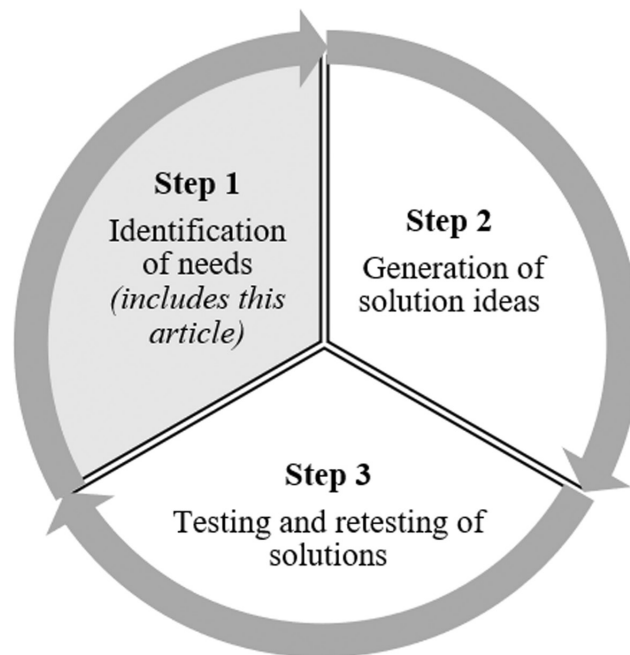 Step 1
Identification
of needs
(includes this
article)
Step 2
Generation of
solution ideas
Step 3
Testing and retesting of
solutions